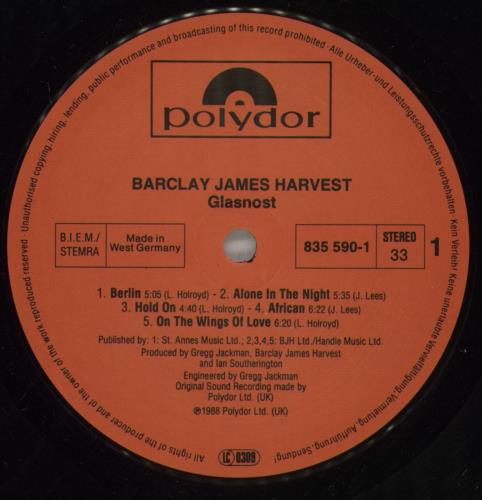 All rights of the producer and of the owner of the work reproduced reserved · Unauthorised copying, hiring, lending, public performance and broadcasting of this record prohibited · Alle Urheber- und Leistungsschutzrechte vorbehalten · Kein Verleih! Keine unerlaubte Vervielfältigung, Vermietung, Aufführung, Sendung!
polydor
BARCLAY JAMES HARVEST
Glasnost
B.I.E.M./
STEMRA
Made in
West Germany
835 590-1
STEREO
33
1
1. Berlin 5:05 (L. Holroyd) - 2. Alone In The Night 5:35 (J. Lees)
3. Hold On 4:40 (L. Holroyd) - 4. African 6:22 (J. Lees)
5. On The Wings Of Love 6:20 (L. Holroyd)
Published by: 1: St. Annes Music Ltd.; 2,3,4,5: BJH Ltd./Handle Music Ltd.
Produced by Gregg Jackman, Barclay James Harvest
and Ian Southerington
Engineered by Gregg Jackman
Original Sound Recording made by
Polydor Ltd. (UK)
℗1988 Polydor Ltd. (UK)
LC 0309